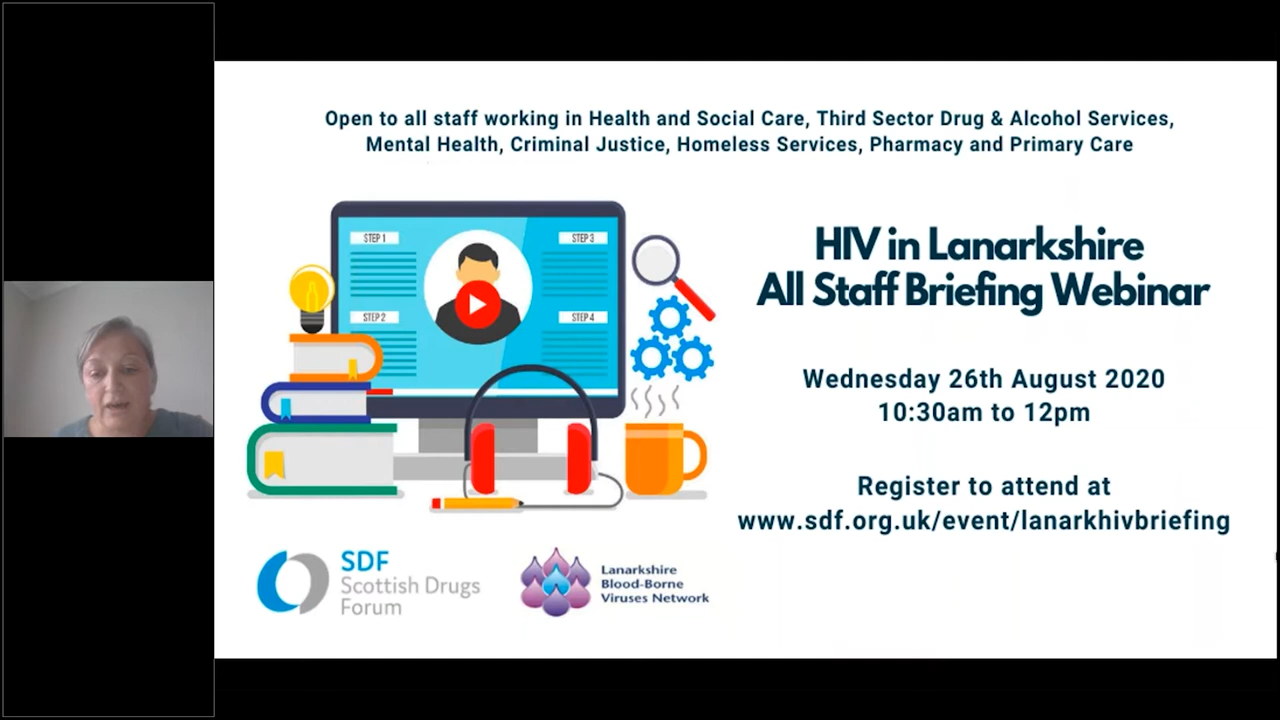 Open to all staff working in Health and Social Care, Third Sector Drug & Alcohol Services,
Mental Health, Criminal Justice, Homeless Services, Pharmacy and Primary Care
STEP 1
STEP 3
STEP 2
STEP 4
HIV in Lanarkshire
All Staff Briefing Webinar
Wednesday 26th August 2020
10:30am to 12pm
Register to attend at
www.sdf.org.uk/event/lanarkhivbriefing
SDF
Scottish Drugs
Forum
Lanarkshire
Blood-Borne
Viruses Network